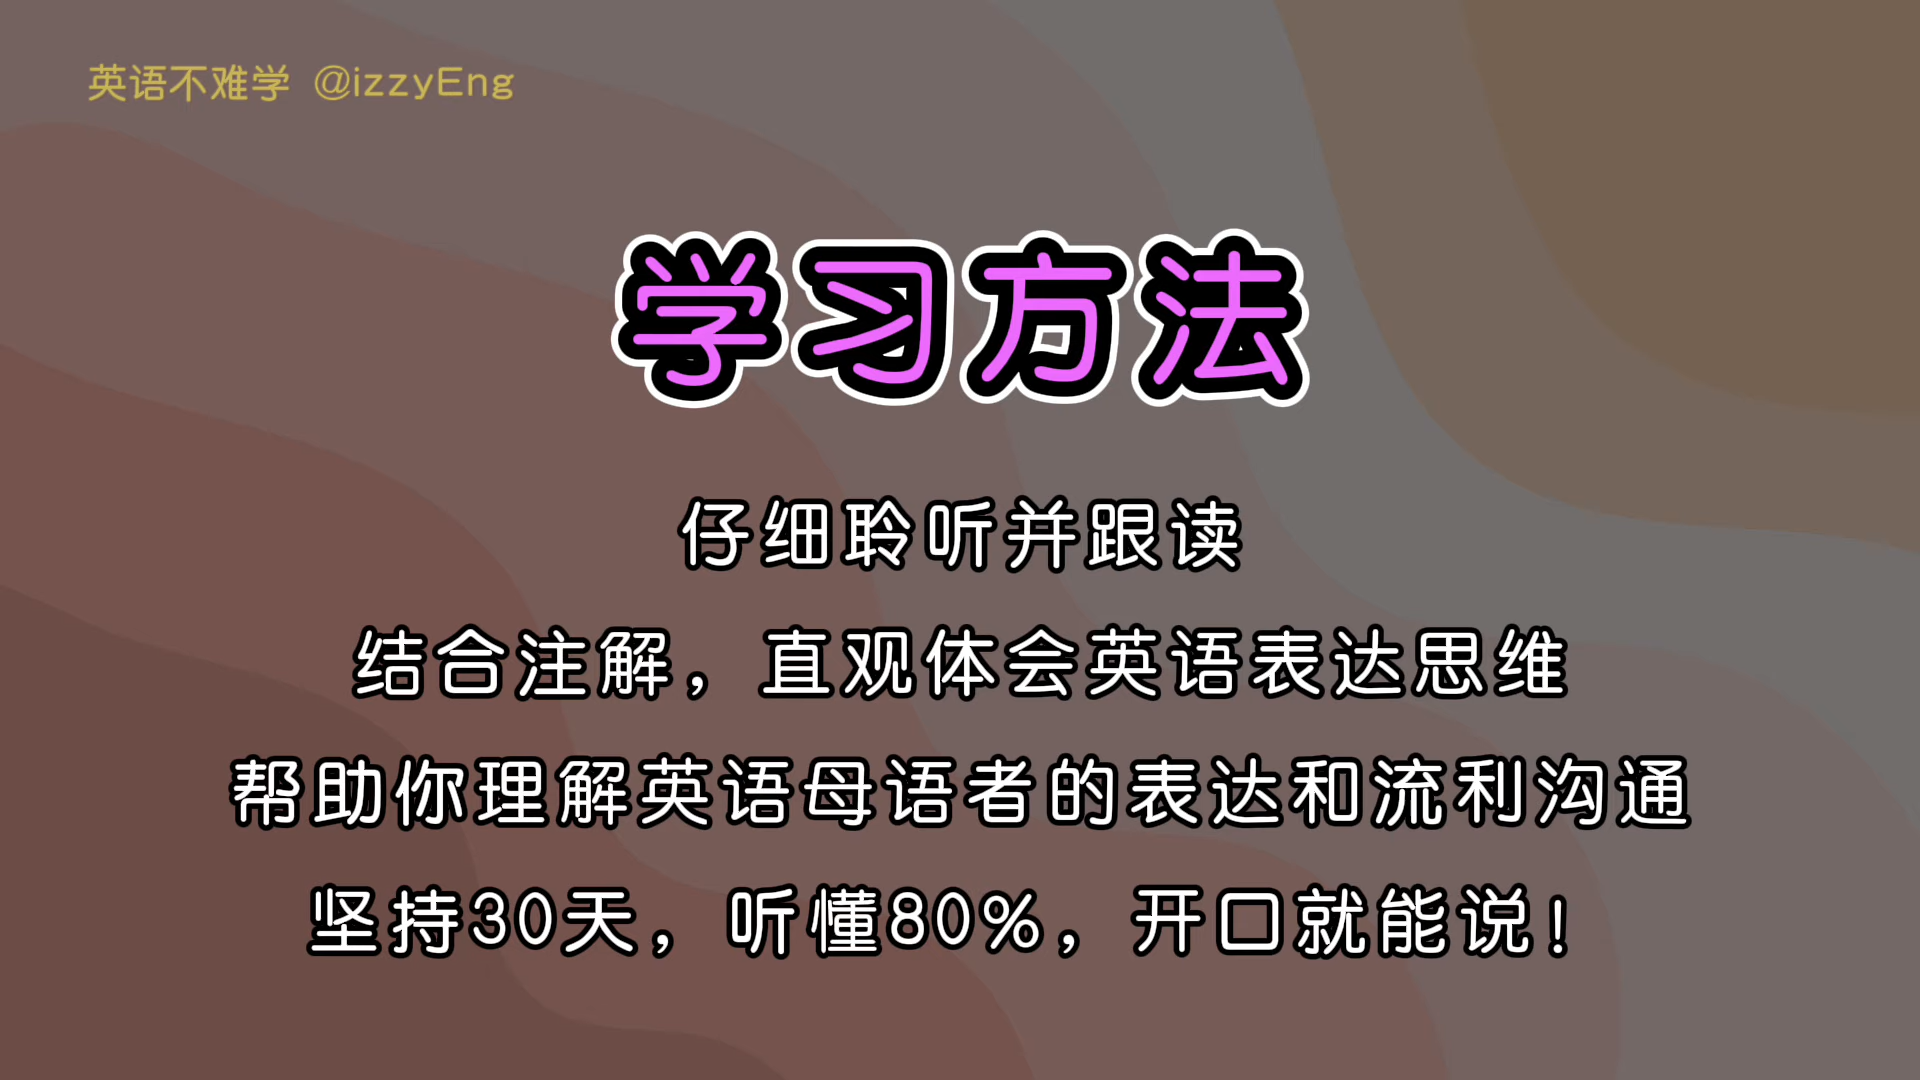 英语不难学 @izzyEng
学习方法
仔细聆听并跟读
结合注解，直观体会英语表达思维
帮助你理解英语母语者的表达和流利沟通
坚持30天，听懂80%，开口就能说！